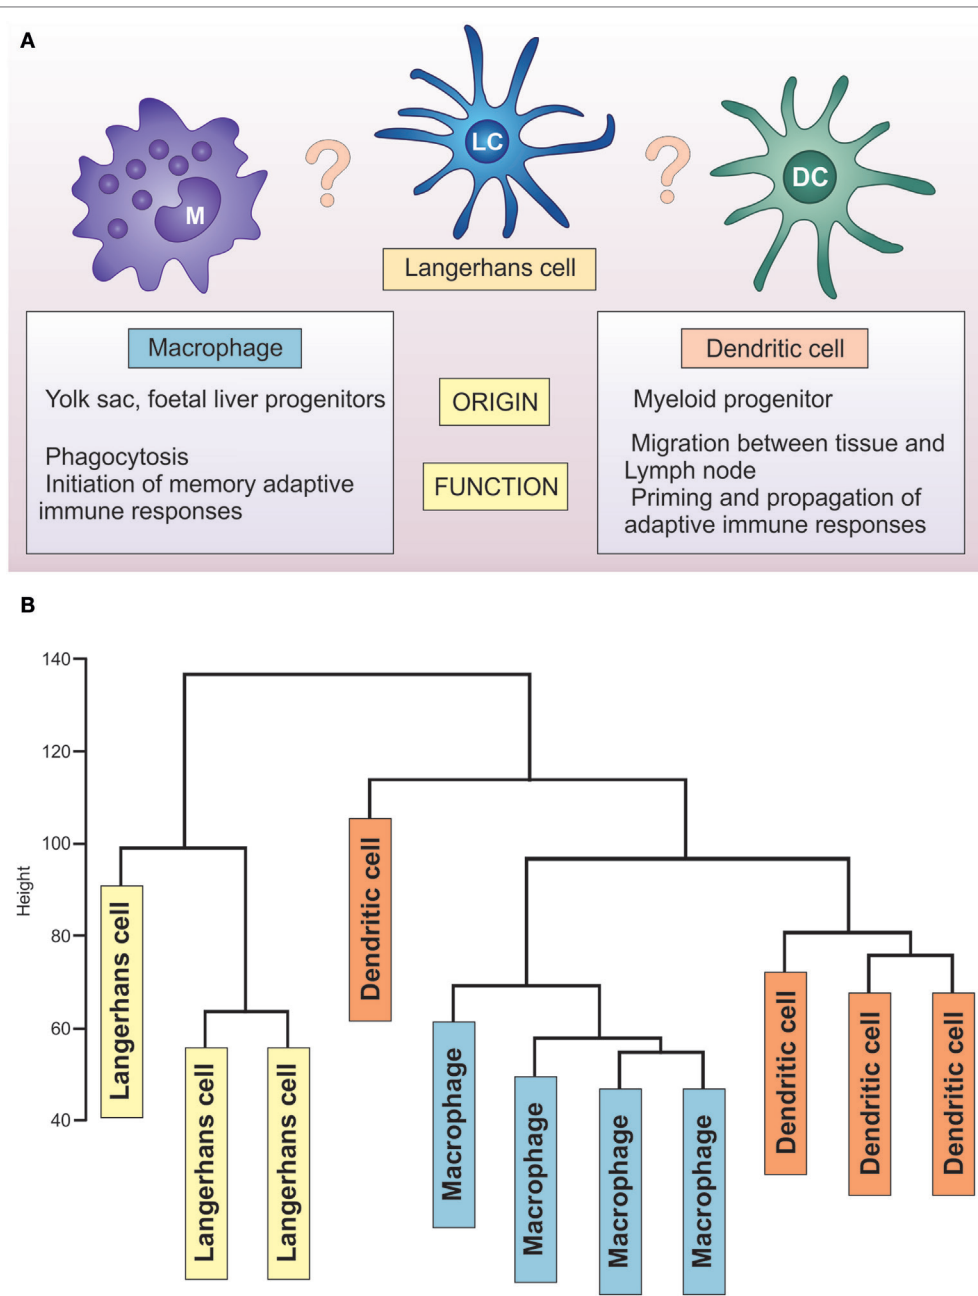 A
M
?
LC
?
DC
Langerhans cell
Macrophage
Yolk sac, foetal liver progenitors
Phagocytosis
Initiation of memory adaptive
immune responses
ORIGIN
FUNCTION
Dendritic cell
Myeloid progenitor
Migration between tissue and
Lymph node
Priming and propagation of
adaptive immune responses
B
Height
140
120
100
80
60
40
Langerhans cell
Langerhans cell
Langerhans cell
Dendritic cell
Macrophage
Macrophage
Macrophage
Macrophage
Dendritic cell
Dendritic cell
Dendritic cell